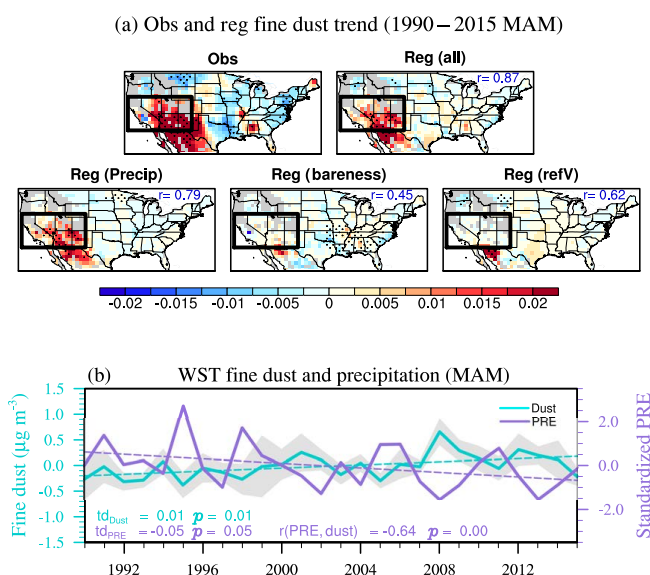 (a) Obs and reg fine dust trend (1990−2015 MAM)
Obs
Reg (all)
r= 0.87
Reg (Precip)
Reg (bareness)
Reg (refV)
r= 0.79
r= 0.45
r= 0.62
-0.02 -0.015 -0.01 -0.005 0 0.005 0.01 0.015 0.02
(b) WST fine dust and precipitation (MAM)
Fine dust (μg m⁻³)
1.5
1.0
0.5
0.0
-0.5
-1.0
-1.5
Dust
PRE
2.0
0.0
-2.0
Standardized PRE
td_Dust = 0.01 p = 0.01
td_PRE = -0.05 p = 0.05 r(PRE, dust) = -0.64 p = 0.00
1992 1996 2000 2004 2008 2012